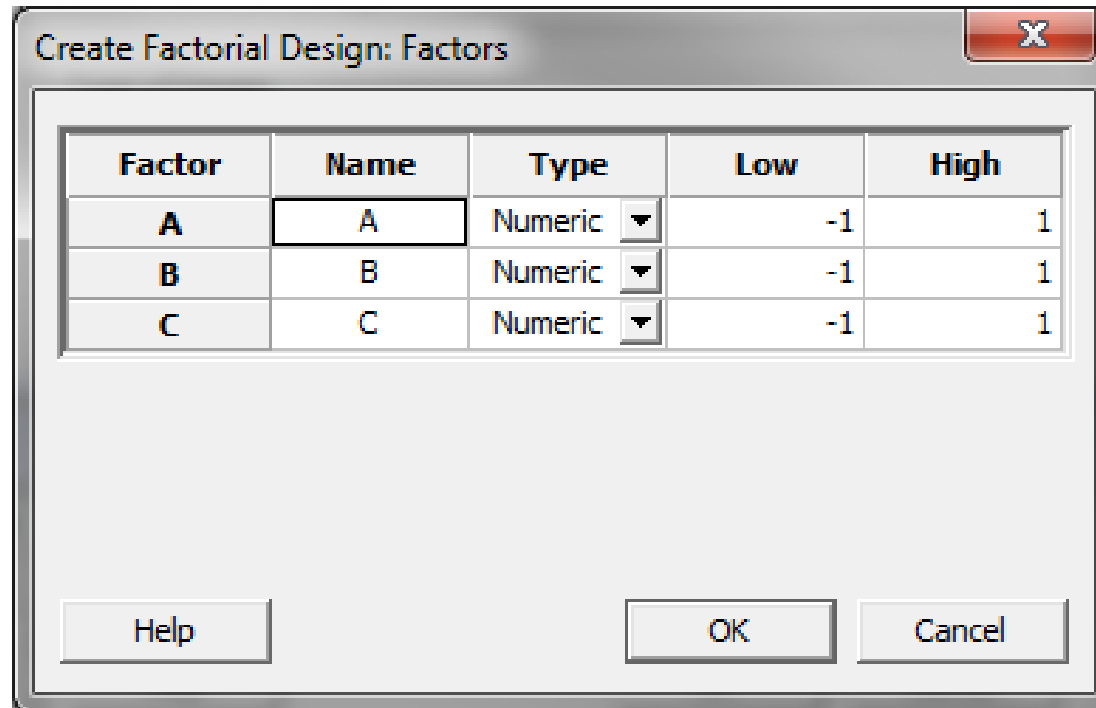 Create Factorial Design: Factors
Factor Name Type Low High
A A Numeric -1 1
B B Numeric -1 1
C C Numeric -1 1
Help OK Cancel